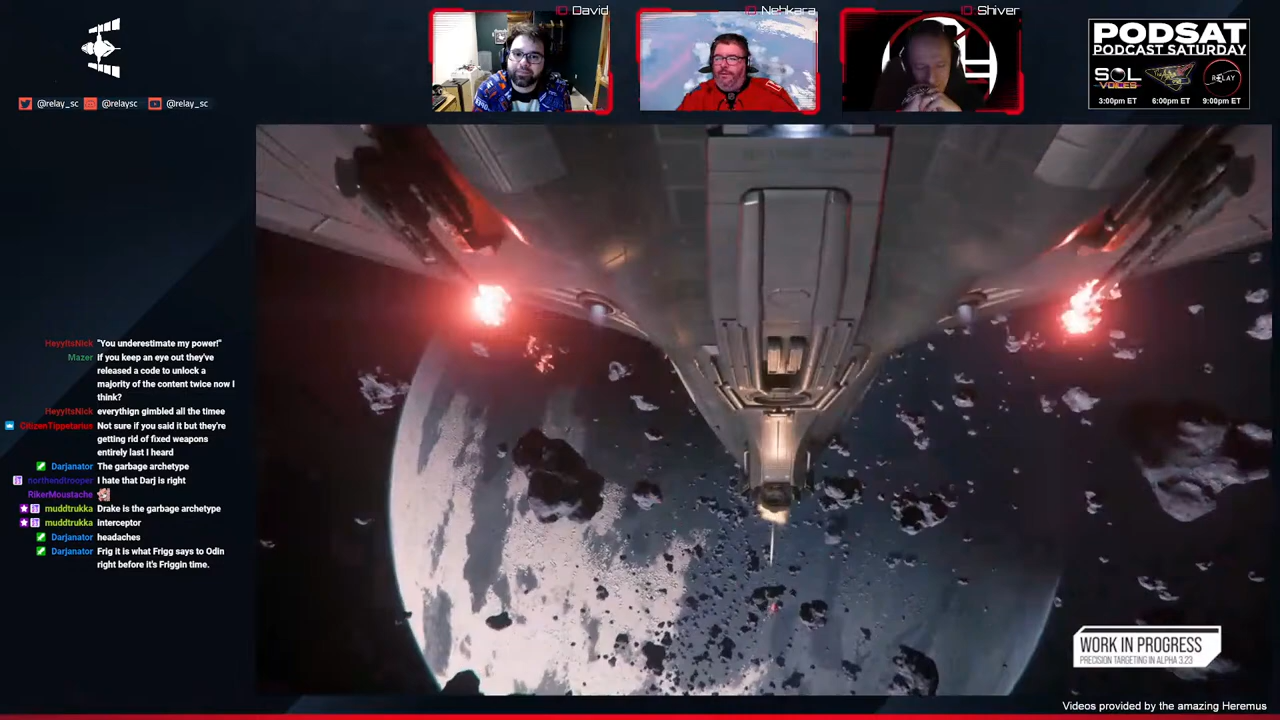 David
Nehkara
Shiver
PODSAT
PODCAST SATURDAY
SOL
VOICES
RELAY
3:00pm ET
6:00pm ET
9:00pm ET
@relay_sc
@relaysc
@relay_sc
HeyyItsNick "You underestimate my power!"
Mazer If you keep an eye out they've
released a code to unlock a
majority of the content twice now I
think?
HeyyItsNick everythign gimbled all the timee
CitizenTippetarius Not sure if you said it but they're
getting rid of fixed weapons
entirely last I heard
Darjanator The garbage archetype
northendtrooper I hate that Darj is right
RikerMoustache
muddtrukka Drake is the garbage archetype
muddtrukka interceptor
Darjanator headaches
Darjanator Frig it is what Frigg says to Odin
right before it's Friggin time.
WORK IN PROGRESS
PRECISION TARGETING IN ALPHA 3.23
Videos provided by the amazing Heremus